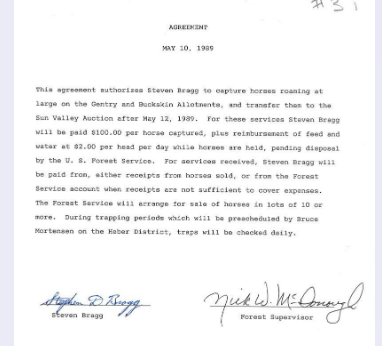 #31
AGREEMENT
MAY 10, 1989
This agreement authorizes Steven Bragg to capture horses roaming at
large on the Gentry and Buckskin Allotments, and transfer them to the
Sun Valley Auction after May 12, 1989. For these services Steven Bragg
will be paid $100.00 per horse captured, plus reimbursement of feed and
water at $2.00 per head per day while horses are held, pending disposal
by the U. S. Forest Service. For services received, Steven Bragg will
be paid from, either receipts from horses sold, or from the Forest
Service account when receipts are not sufficient to cover expenses.
The Forest Service will arrange for sale of horses in lots of 10 or
more. During trapping periods which will be prescheduled by Bruce
Mortensen on the Heber District, traps will be checked daily.
Stephen D Bragg Nick W. McDonough
Steven Bragg Forest Supervisor